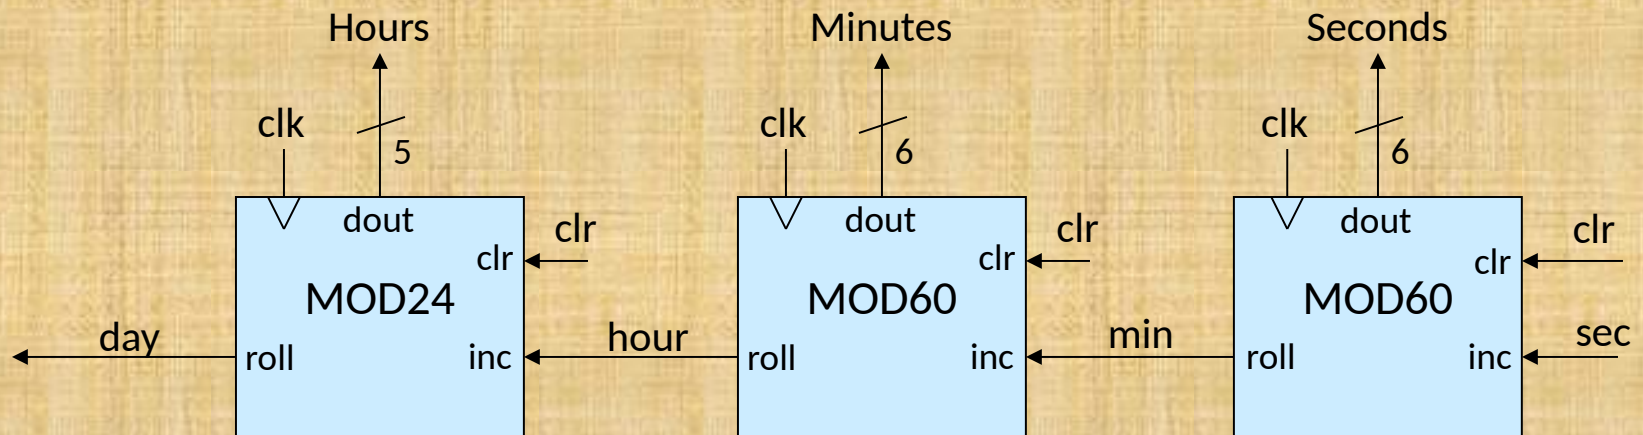 Hours Minutes Seconds
clk clk clk
5 6 6
dout dout dout
clr clr clr
clr clr clr
MOD24 MOD60 MOD60
day hour min sec
roll inc roll inc roll inc